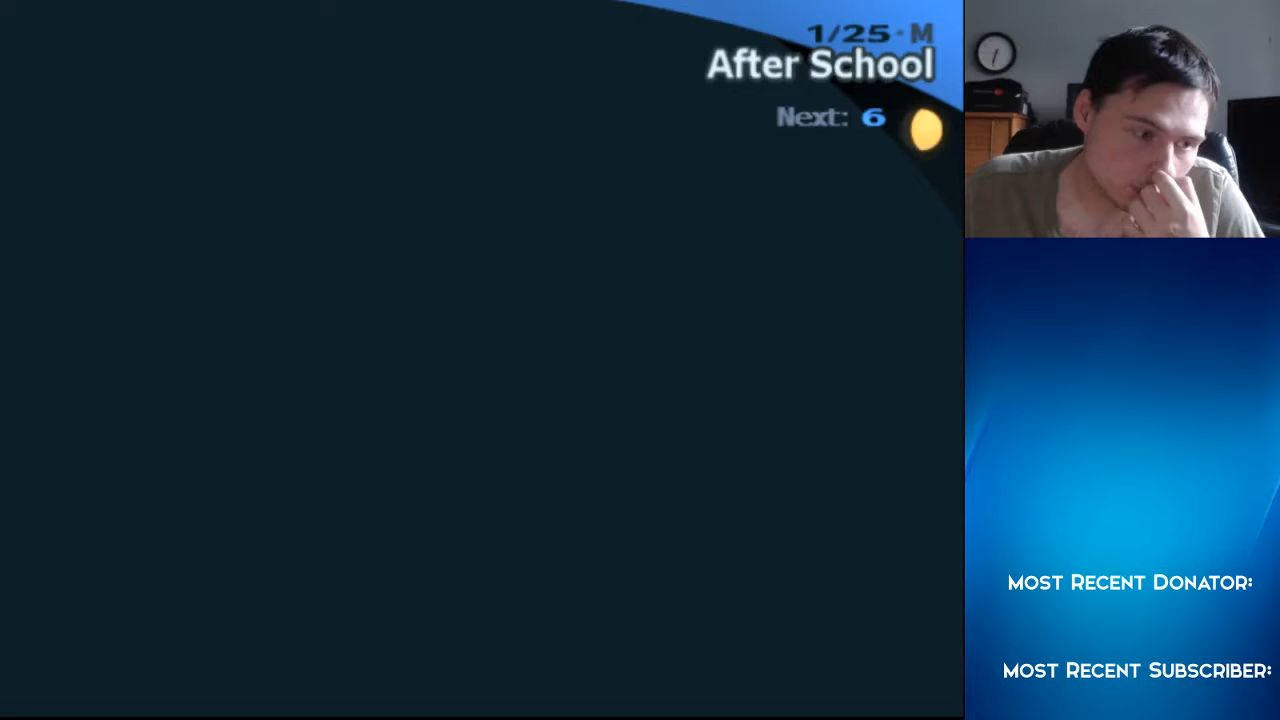 1/25 · M
After School
Next: 6
Most Recent Donator:
Most Recent Subscriber: